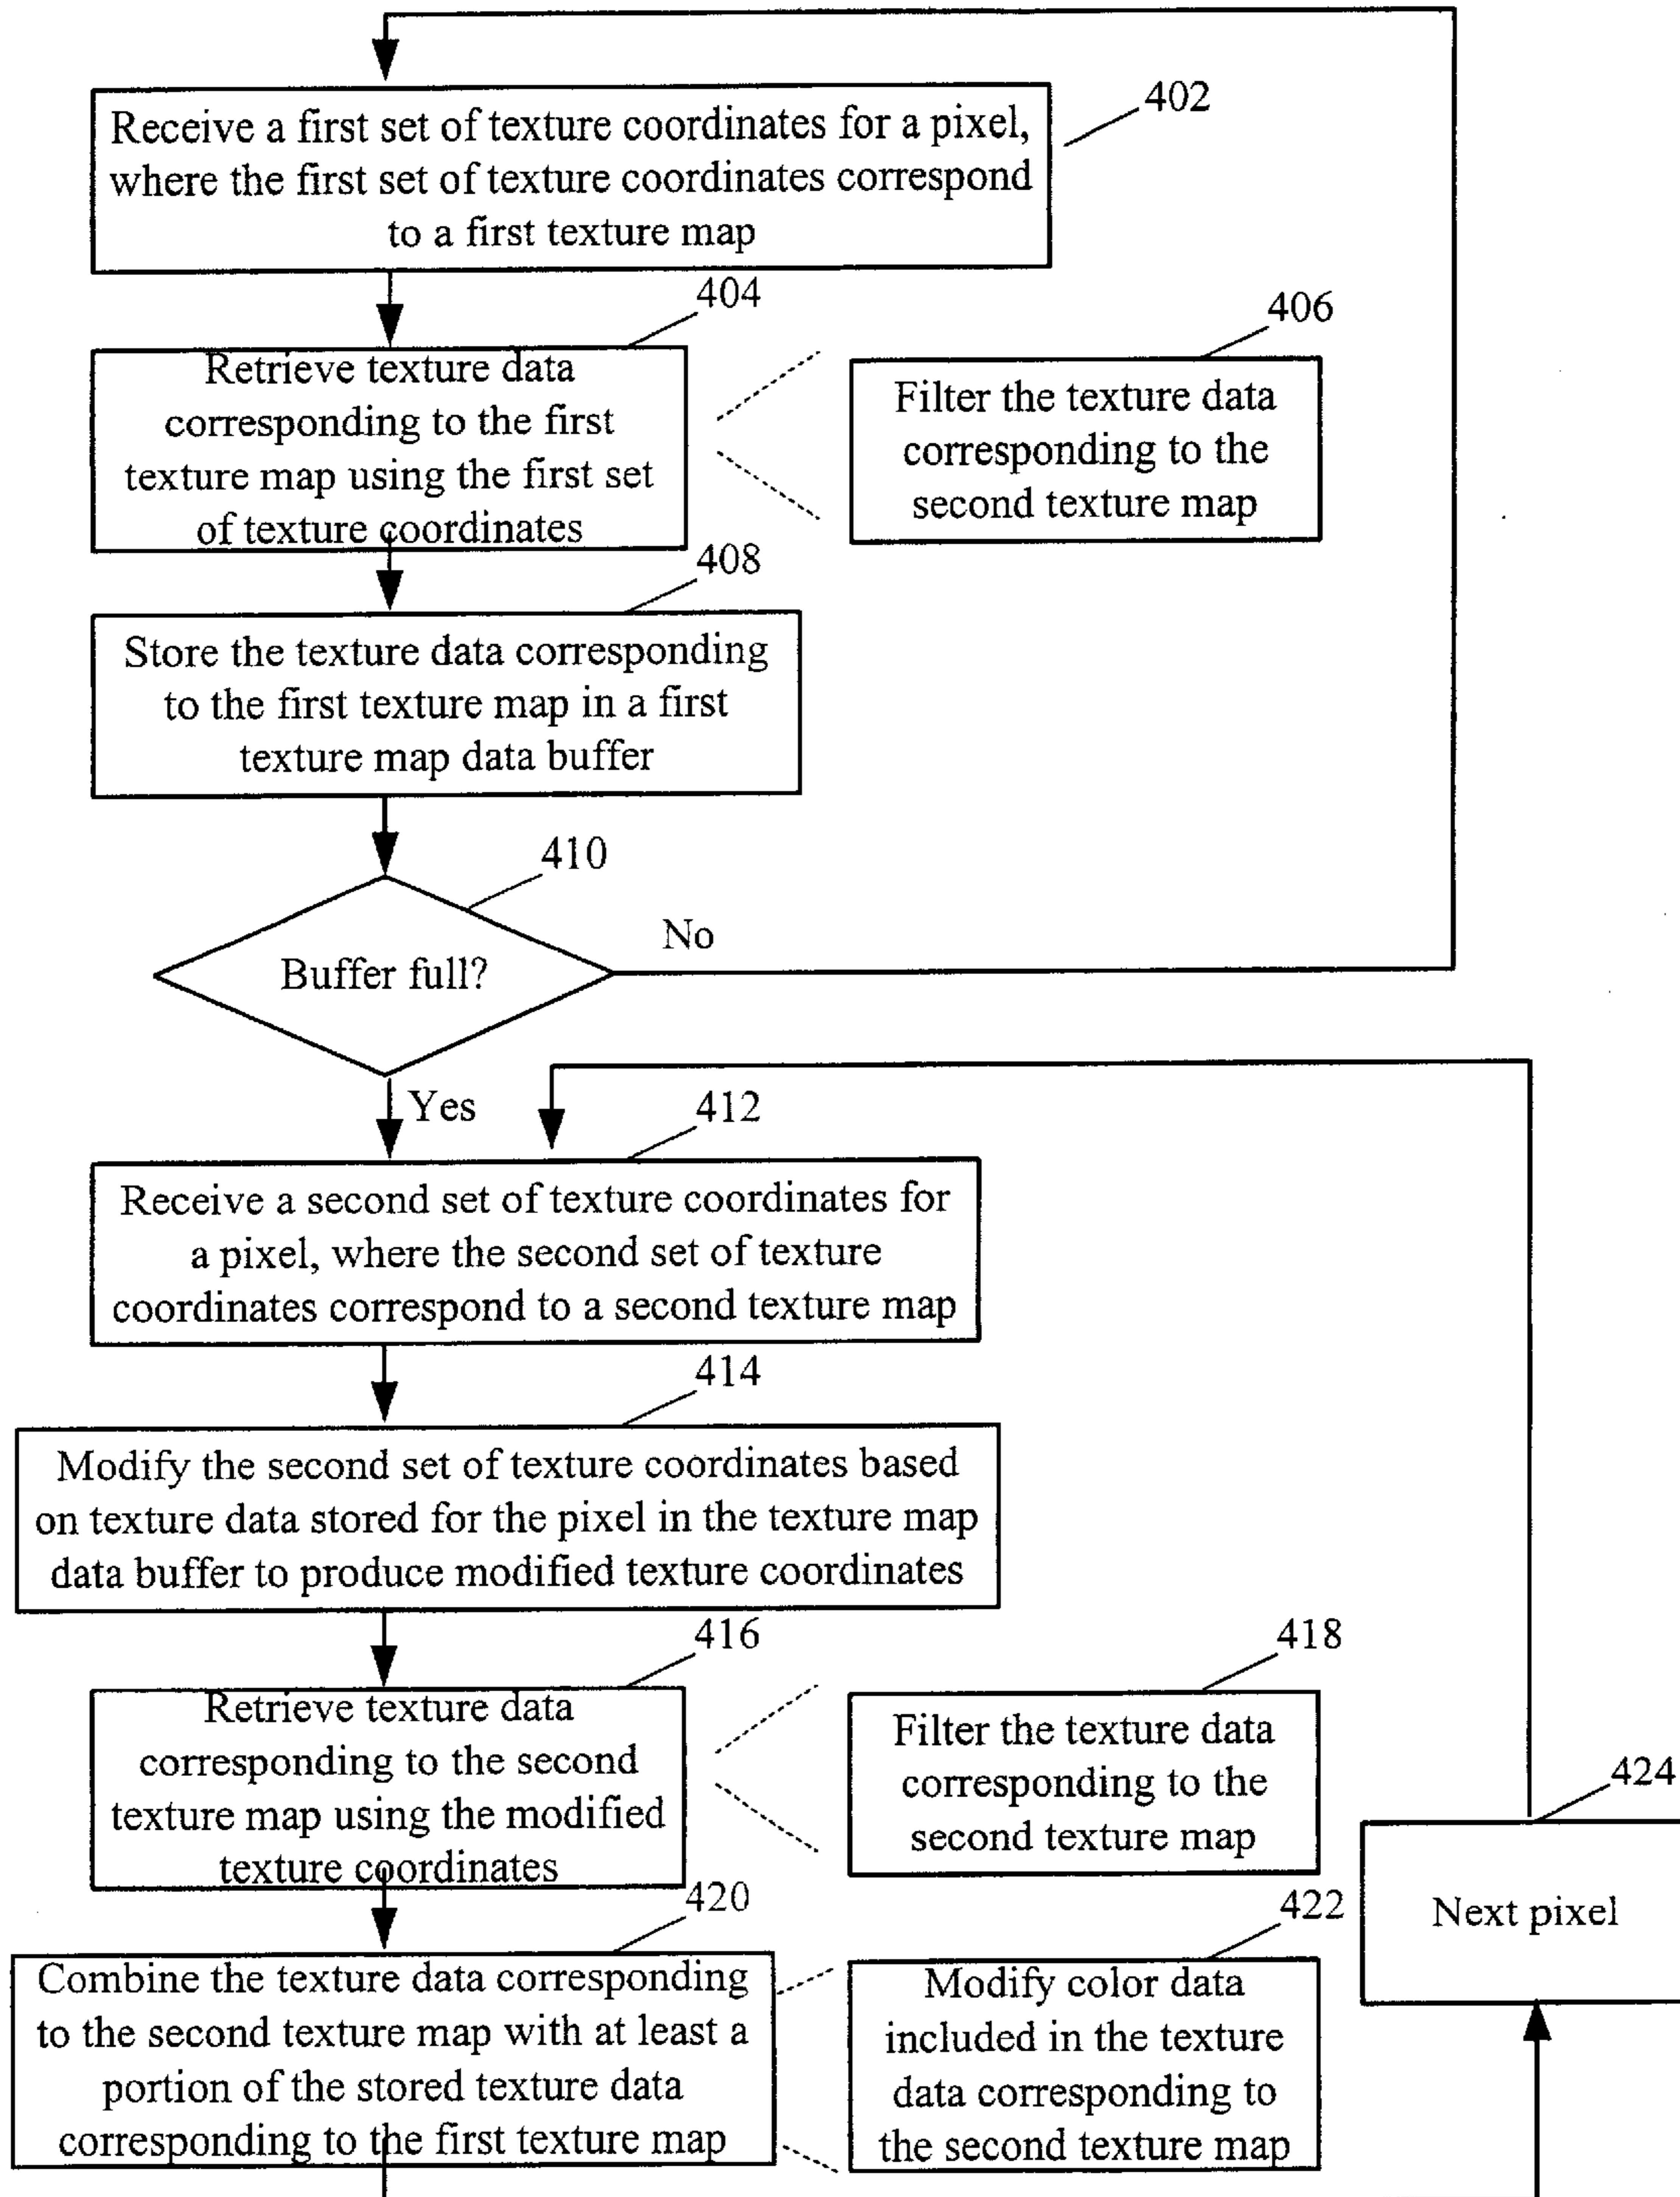 402
Receive a first set of texture coordinates for a pixel,
where the first set of texture coordinates correspond
to a first texture map
404
Retrieve texture data
corresponding to the first
texture map using the first set
of texture coordinates
406
Filter the texture data
corresponding to the
second texture map
408
Store the texture data corresponding
to the first texture map in a first
texture map data buffer
410
Buffer full?
No
Yes
412
Receive a second set of texture coordinates for
a pixel, where the second set of texture
coordinates correspond to a second texture map
414
Modify the second set of texture coordinates based
on texture data stored for the pixel in the texture map
data buffer to produce modified texture coordinates
416
Retrieve texture data
corresponding to the second
texture map using the modified
texture coordinates
418
Filter the texture data
corresponding to the
second texture map
420
Combine the texture data corresponding
to the second texture map with at least a
portion of the stored texture data
corresponding to the first texture map
422
Modify color data
included in the texture
data corresponding to
the second texture map
424
Next pixel